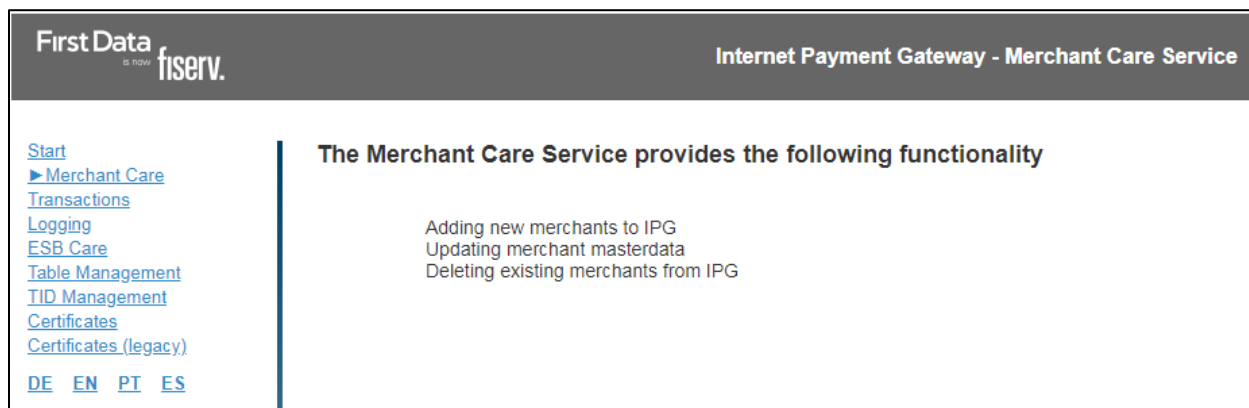 First Data
is now fiserv.
Internet Payment Gateway - Merchant Care Service
Start
►Merchant Care
Transactions
Logging
ESB Care
Table Management
TID Management
Certificates
Certificates (legacy)
DE EN PT ES
The Merchant Care Service provides the following functionality
Adding new merchants to IPG
Updating merchant masterdata
Deleting existing merchants from IPG